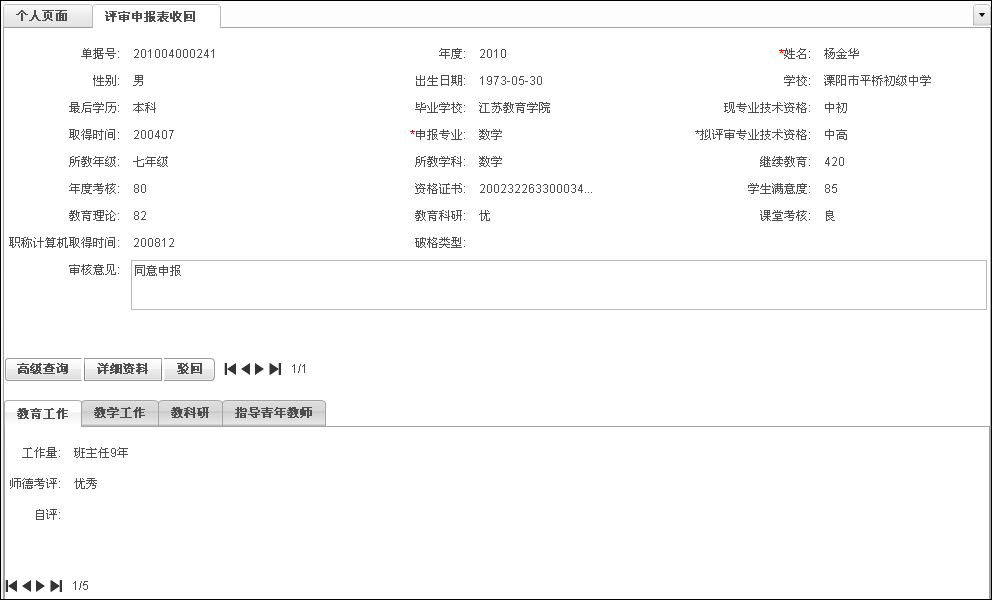 个人页面 评审申报表收回
单据号: 201004000241 年度: 2010 *姓名: 杨金华
性别: 男 出生日期: 1973-05-30 学校: 溧阳市平桥初级中学
最后学历: 本科 毕业学校: 江苏教育学院 现专业技术资格: 中初
取得时间: 200407 *申报专业: 数学 *拟评审专业技术资格: 中高
所教年级: 七年级 所教学科: 数学 继续教育: 420
年度考核: 80 资格证书: 200232263300034... 学生满意度: 85
教育理论: 82 教育科研: 优 课堂考核: 良
职称计算机取得时间: 200812 破格类型:
审核意见: 同意申报
高级查询 详细资料 驳回 1/1
教育工作 教学工作 教科研 指导青年教师
工作量: 班主任9年
师德考评: 优秀
自评:
1/5